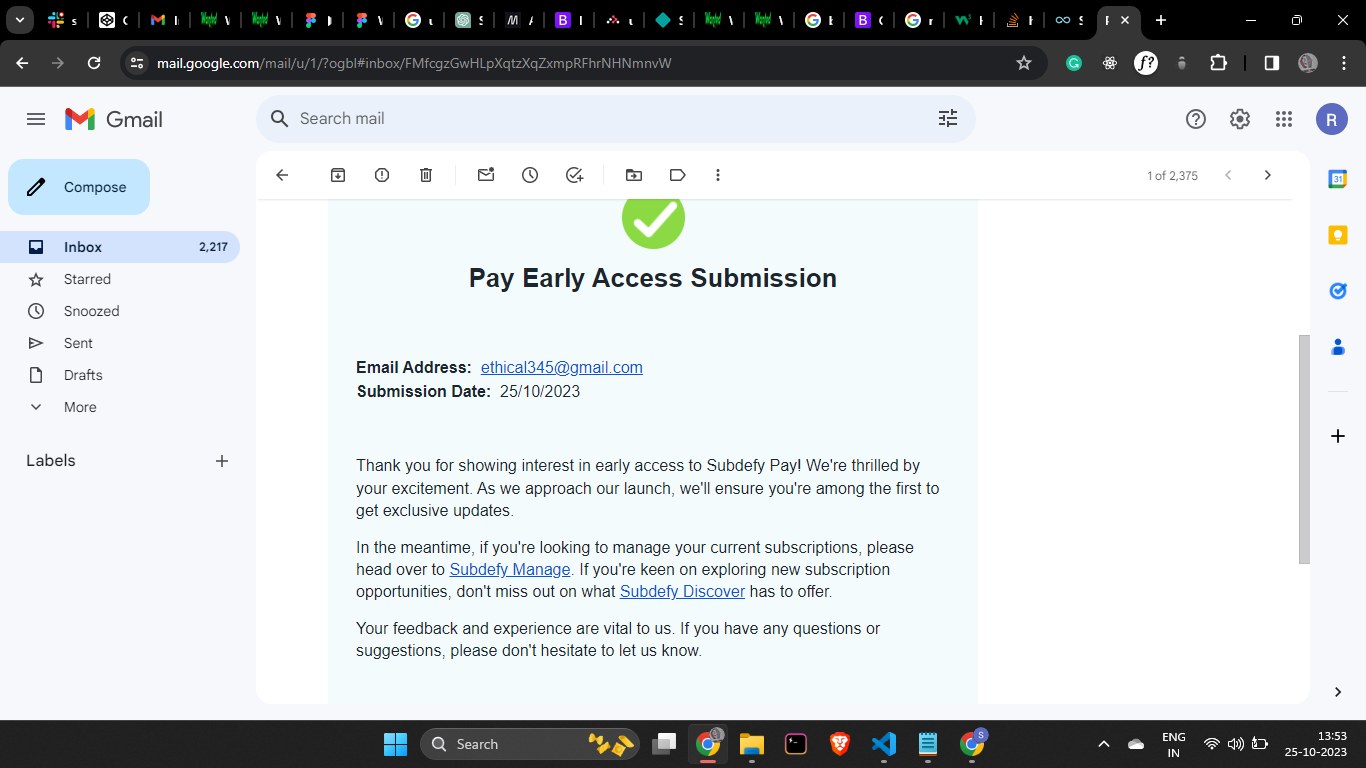 mail.google.com/mail/u/1/?ogbl#inbox/FMfcgzGwHLpXqtzXqZxmpRFhrNHNmnvW
Gmail
Search mail
R
Compose
1 of 2,375
Inbox 2,217
Starred
Snoozed
Sent
Drafts
More
Labels
Pay Early Access Submission
Email Address: ethical345@gmail.com
Submission Date: 25/10/2023
Thank you for showing interest in early access to Subdefy Pay! We're thrilled by
your excitement. As we approach our launch, we'll ensure you're among the first to
get exclusive updates.
In the meantime, if you're looking to manage your current subscriptions, please
head over to Subdefy Manage. If you're keen on exploring new subscription
opportunities, don't miss out on what Subdefy Discover has to offer.
Your feedback and experience are vital to us. If you have any questions or
suggestions, please don't hesitate to let us know.
31
Search
ENG
IN
13:53
25-10-2023